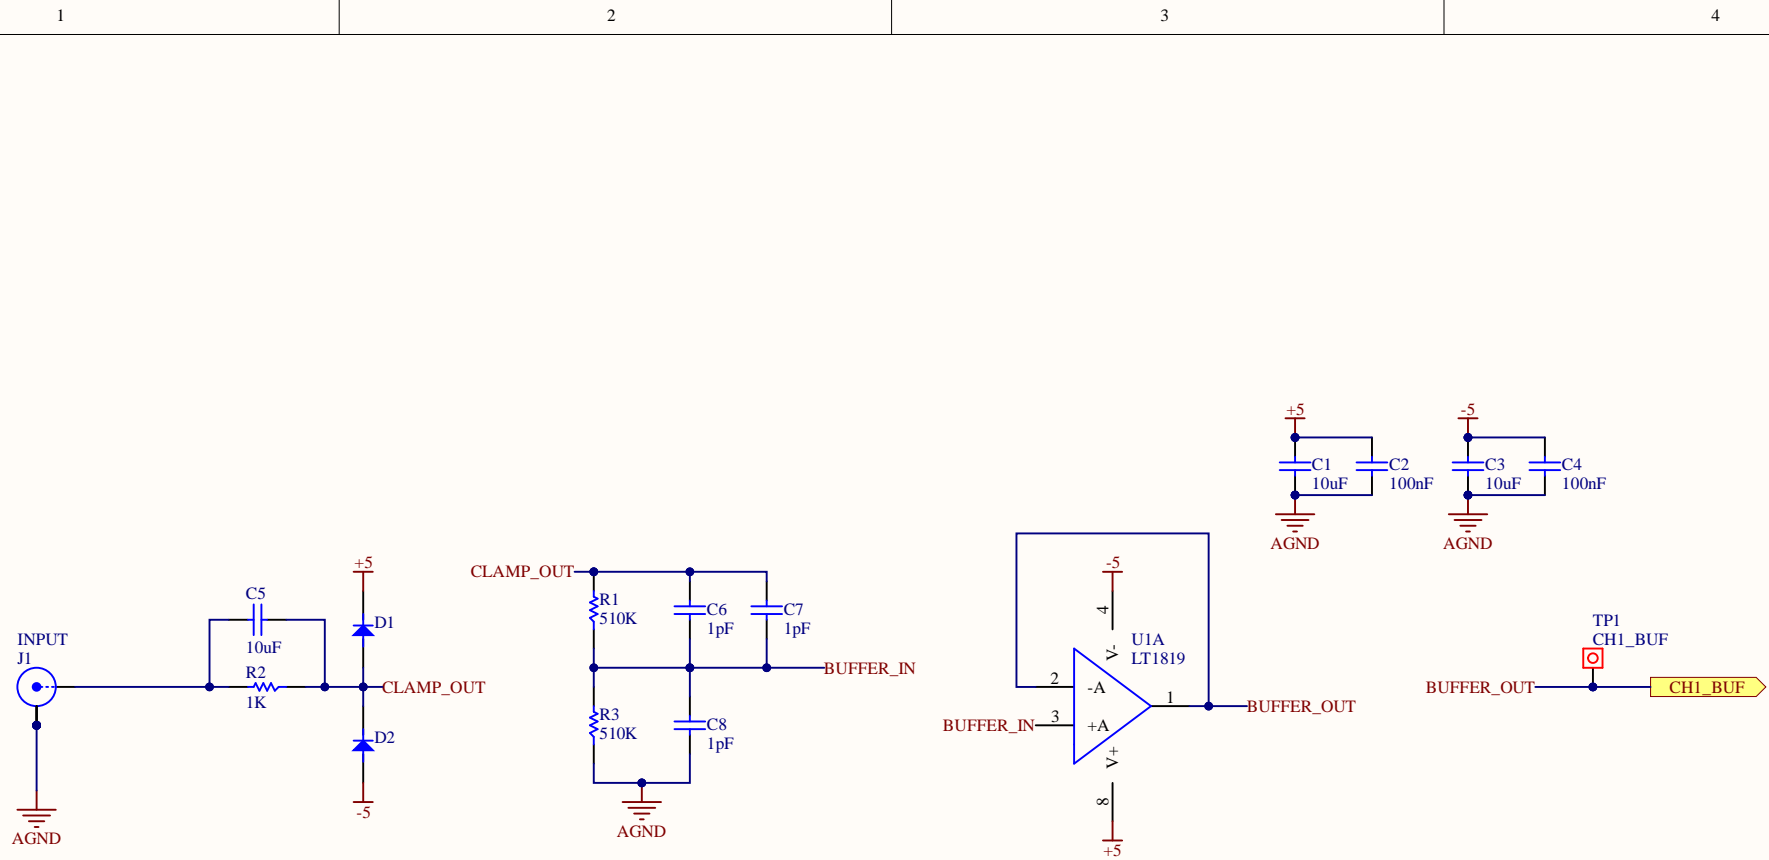 1
2
3
4
+5
-5
C1
10uF
C2
100nF
C3
10uF
C4
100nF
AGND
AGND
INPUT
J1
AGND
C5
10uF
R2
1K
+5
D1
CLAMP_OUT
D2
-5
CLAMP_OUT
R1
510K
C6
1pF
C7
1pF
BUFFER_IN
R3
510K
C8
1pF
AGND
-5
4
V-
U1A
LT1819
2
-A
BUFFER_IN
3
+A
1
BUFFER_OUT
V+
8
+5
TP1
CH1_BUF
BUFFER_OUT
CH1_BUF